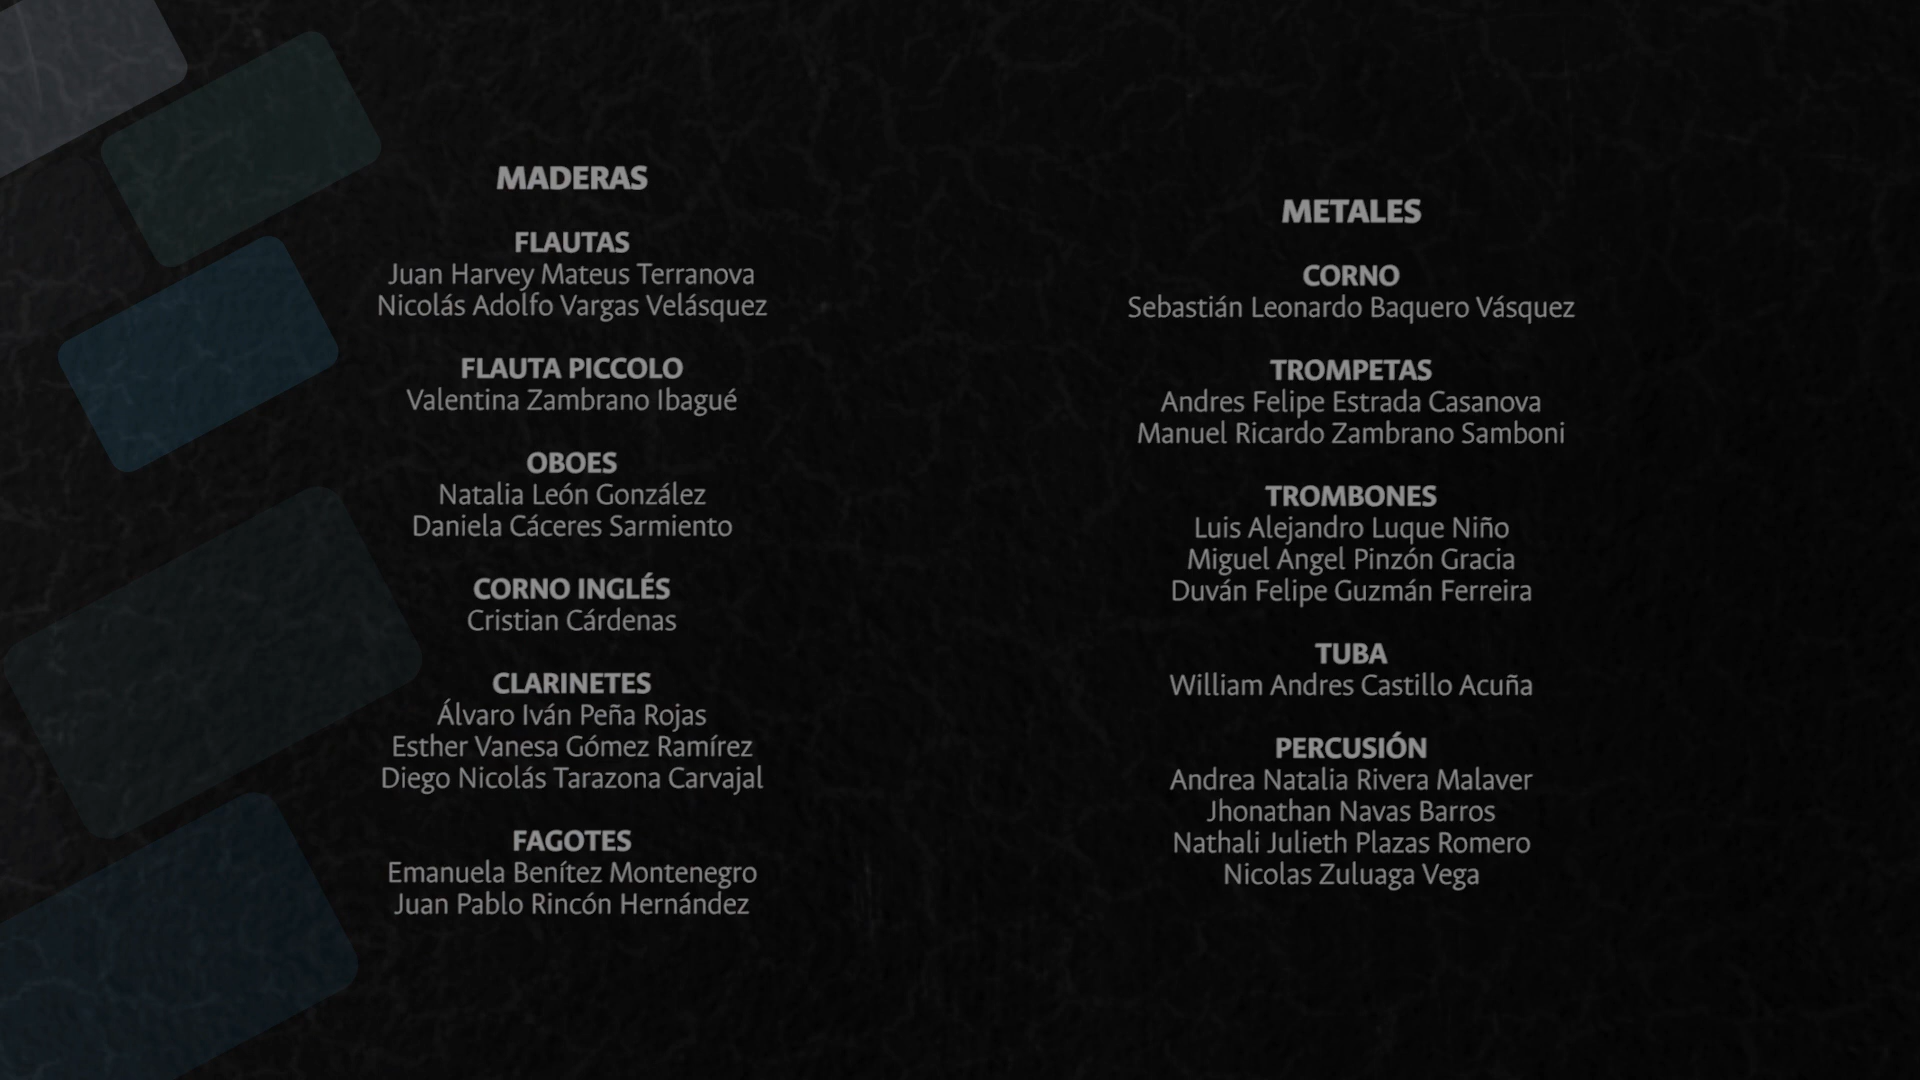 MADERAS
FLAUTAS
Juan Harvey Mateus Terranova
Nicolás Adolfo Vargas Velásquez
FLAUTA PICCOLO
Valentina Zambrano Ibagué
OBOES
Natalia León González
Daniela Cáceres Sarmiento
CORNO INGLÉS
Cristian Cárdenas
CLARINETES
Álvaro Iván Peña Rojas
Esther Vanesa Gómez Ramírez
Diego Nicolás Tarazona Carvajal
FAGOTES
Emanuela Benítez Montenegro
Juan Pablo Rincón Hernández
METALES
CORNO
Sebastián Leonardo Baquero Vásquez
TROMPETAS
Andres Felipe Estrada Casanova
Manuel Ricardo Zambrano Samboni
TROMBONES
Luis Alejandro Luque Niño
Miguel Angel Pinzón Gracia
Duván Felipe Guzmán Ferreira
TUBA
William Andres Castillo Acuña
PERCUSIÓN
Andrea Natalia Rivera Malaver
Jhonathan Navas Barros
Nathali Julieth Plazas Romero
Nicolas Zuluaga Vega